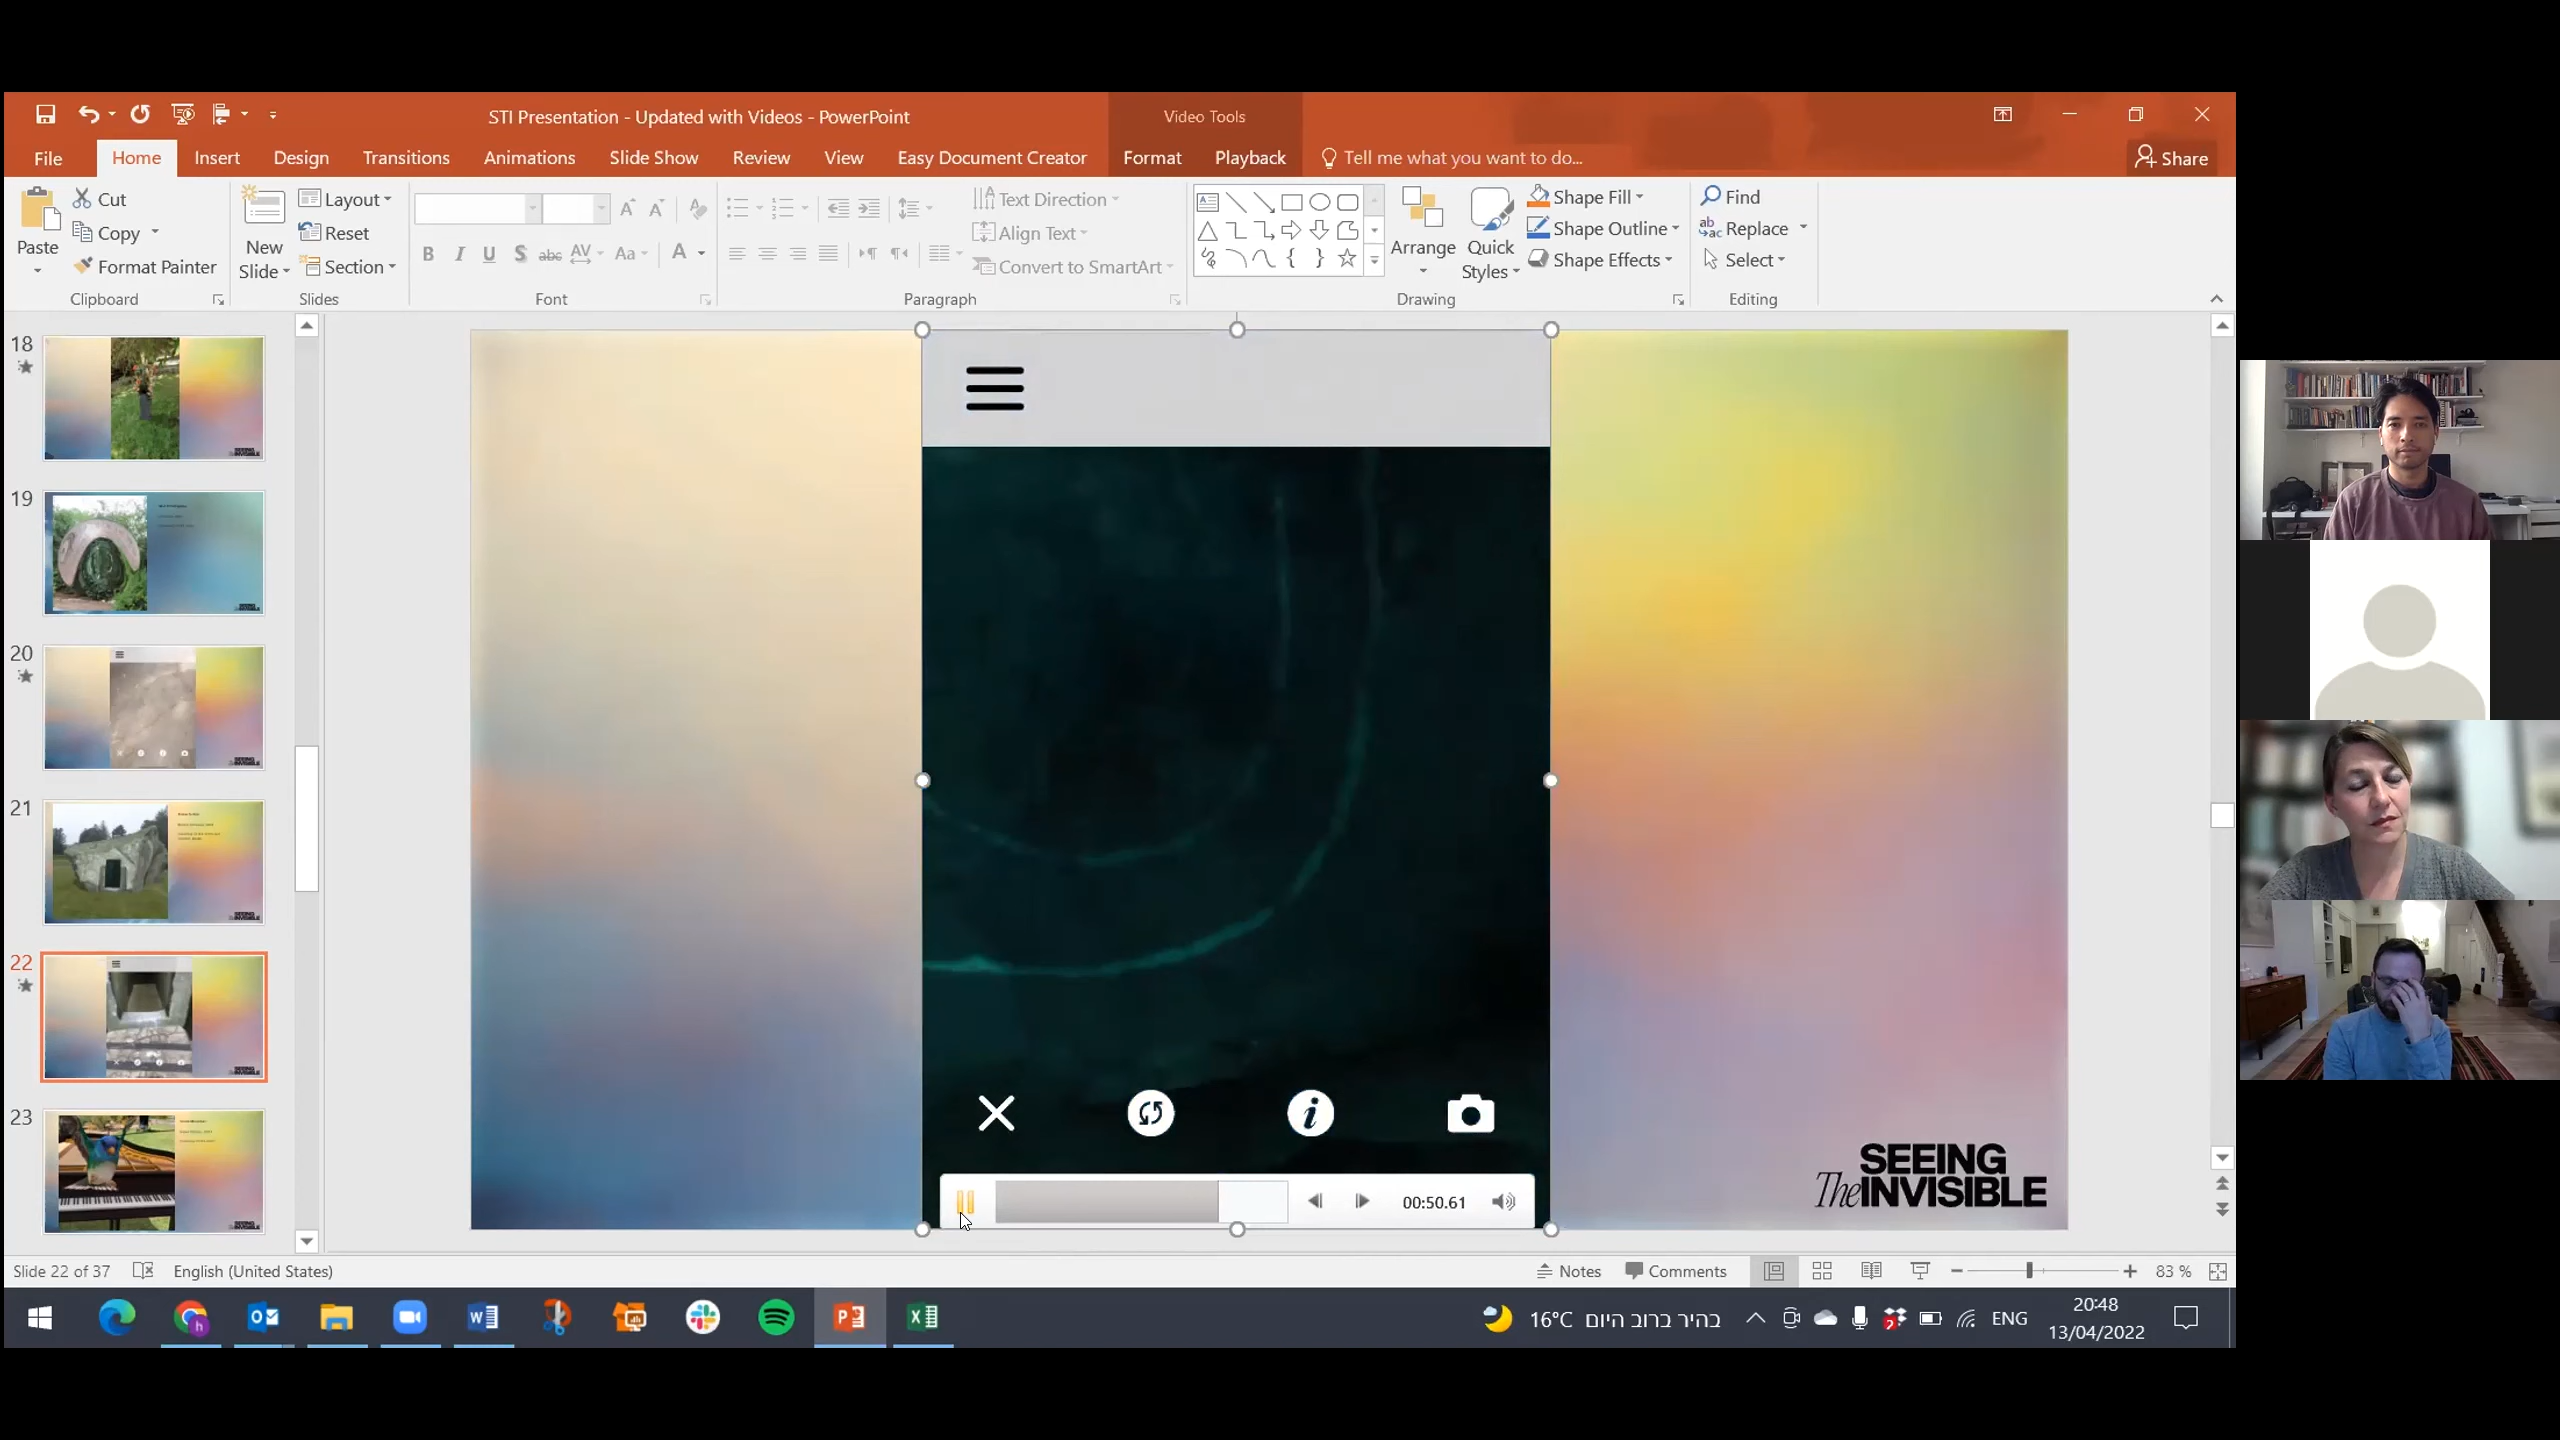 STI Presentation - Updated with Videos - PowerPoint
Video Tools
File
Home
Insert
Design
Transitions
Animations
Slide Show
Review
View
Easy Document Creator
Format
Playback
Tell me what you want to do...
Share
Paste
Cut
Copy
Format Painter
Clipboard
New
Slide
Layout
Reset
Section
Slides
B I U S abc AV Aa A
Font
Text Direction
Align Text
Convert to SmartArt
Paragraph
Arrange
Quick
Styles
Shape Fill
Shape Outline
Shape Effects
Drawing
Find
Replace
Select
Editing
18
19
20
21
22
23
00:50.61
SEEING
The INVISIBLE
Slide 22 of 37
English (United States)
Notes
Comments
83 %
16°C
בהיר ברוב היום
ENG
20:48
13/04/2022